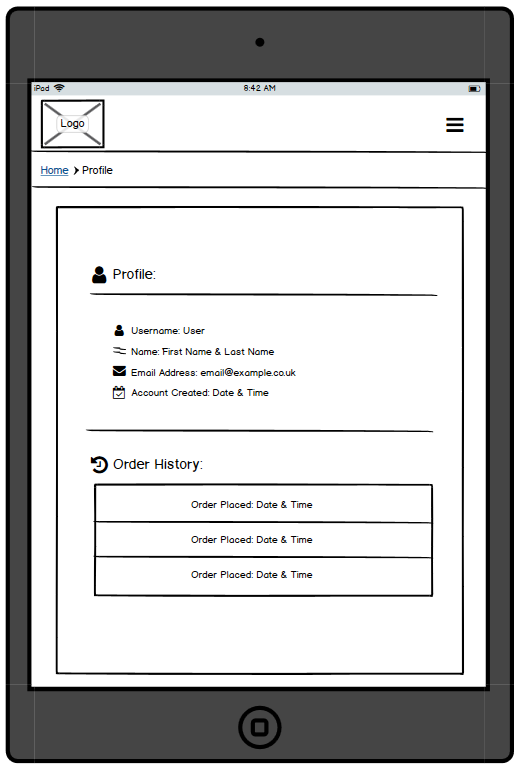 iPad 8:42 AM
Logo
Home Profile
Profile:
Username: User
Name: First Name & Last Name
Email Address: email@example.co.uk
Account Created: Date & Time
Order History:
Order Placed: Date & Time
Order Placed: Date & Time
Order Placed: Date & Time